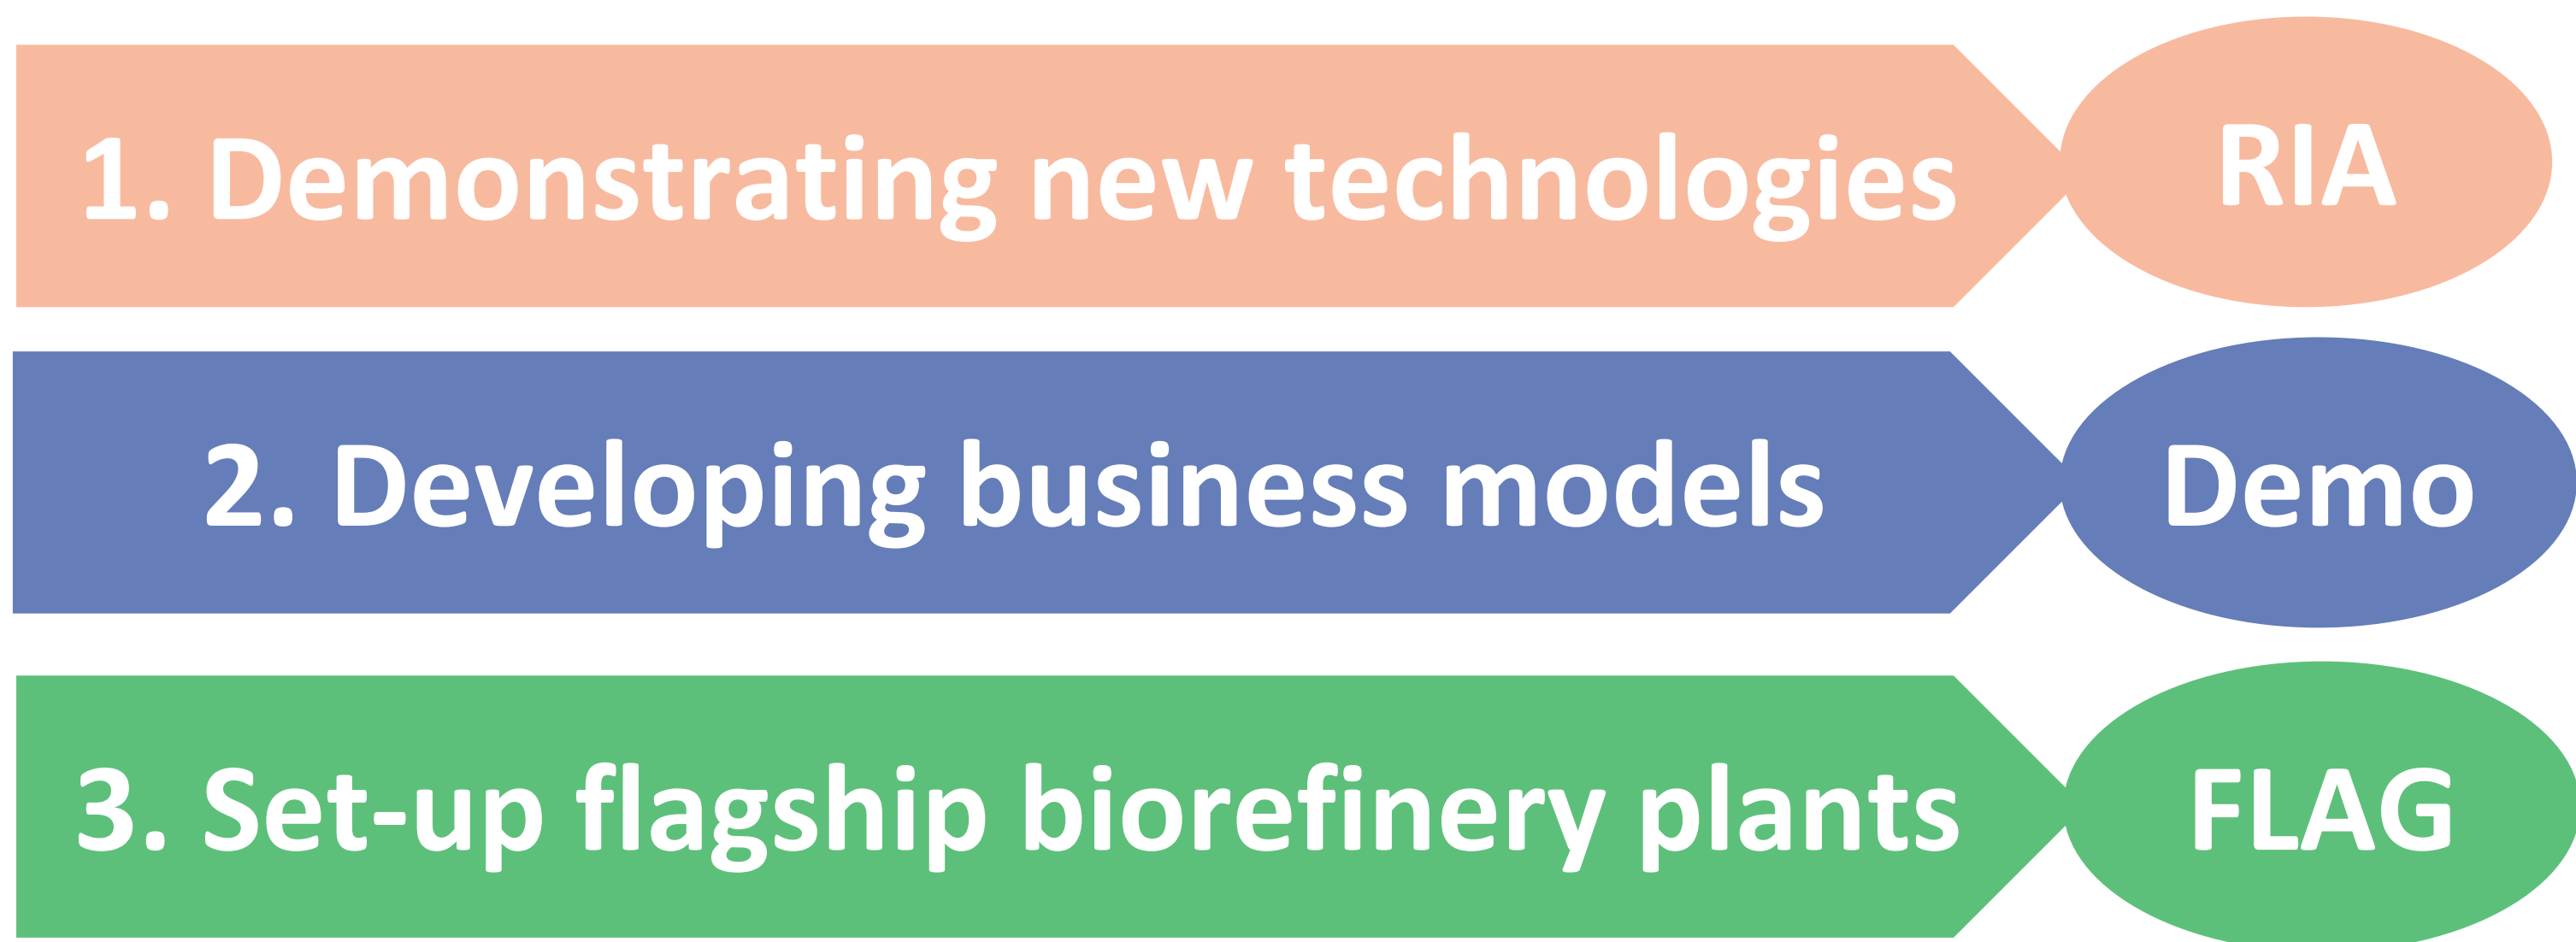 1. Demonstrating new technologies RIA
2. Developing business models Demo
3. Set-up flagship biorefinery plants FLAG